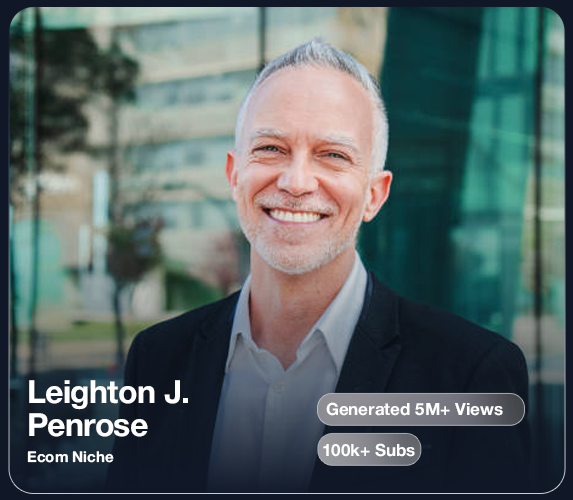 Leighton J.
Penrose
Ecom Niche
Generated 5M+ Views
100k+ Subs